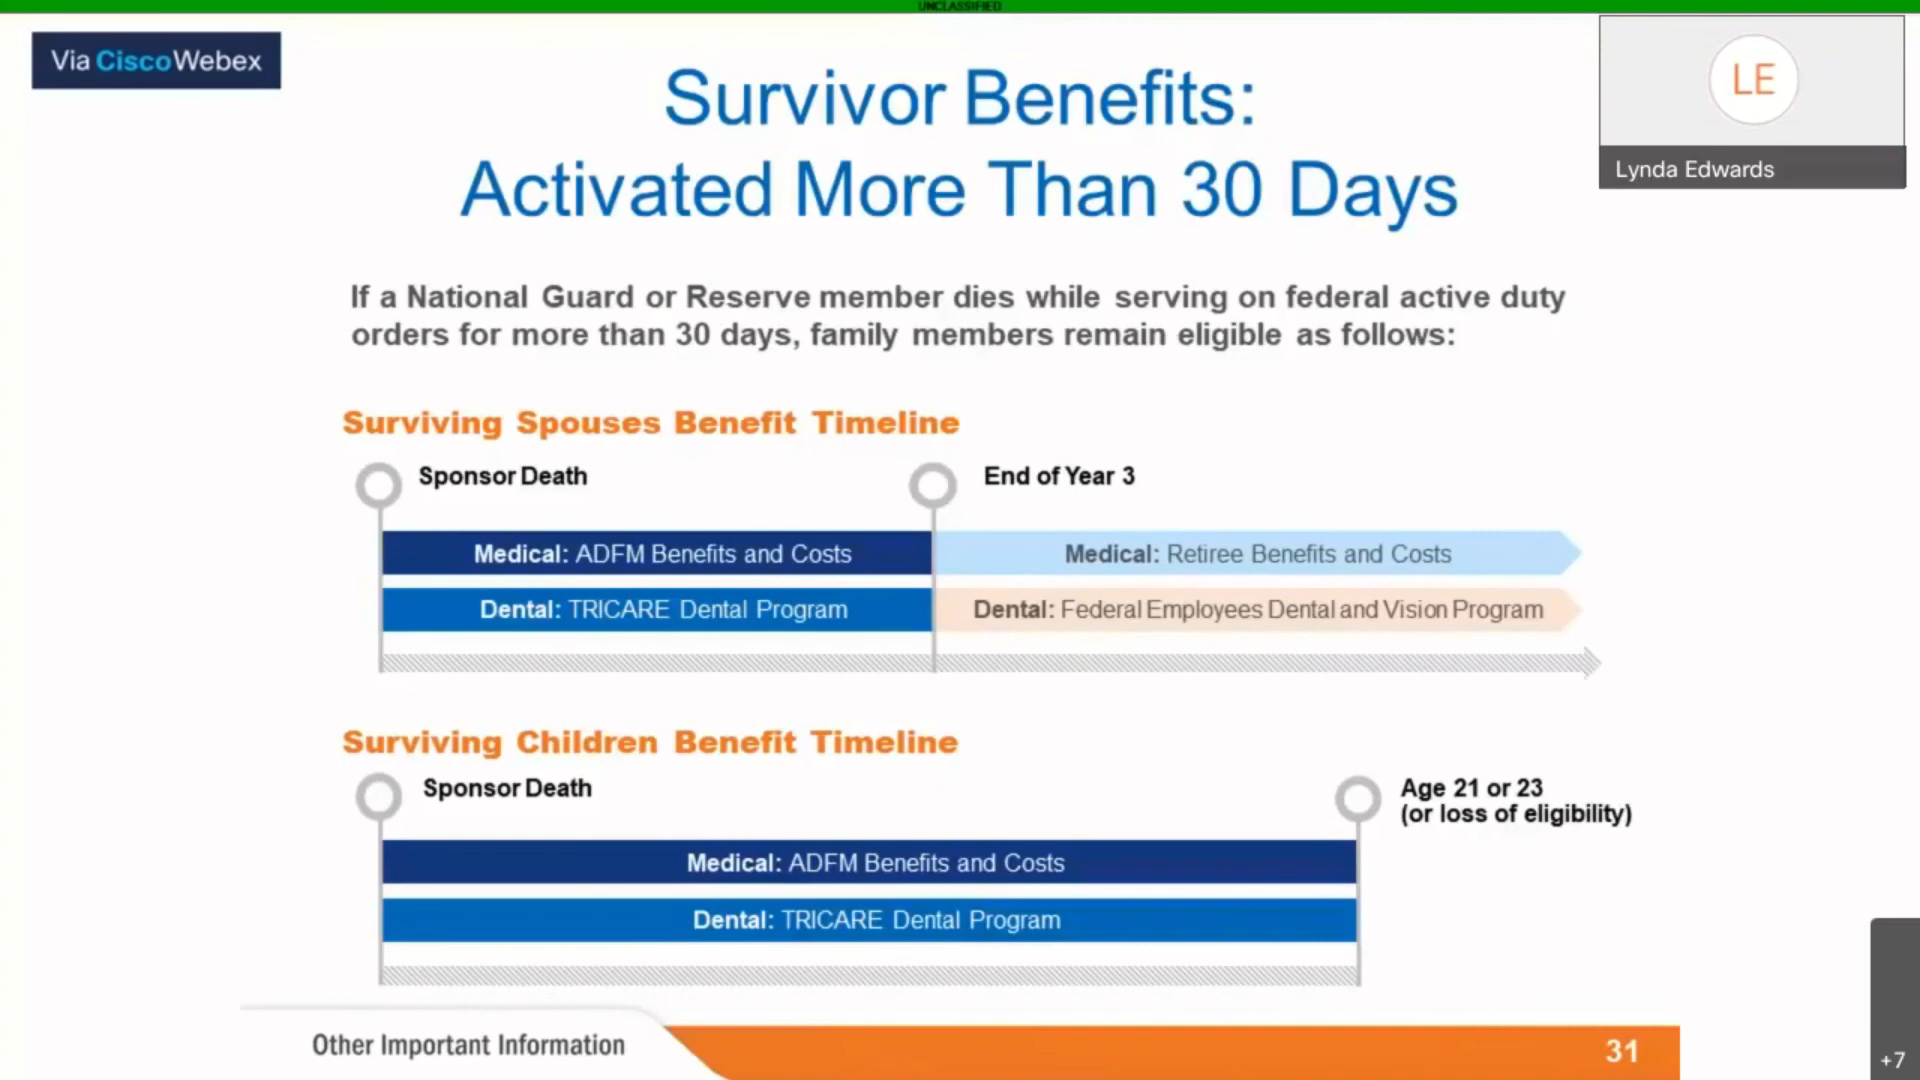 UNCLASSIFIED
Via CiscoWebex
Survivor Benefits:
Activated More Than 30 Days
LE
Lynda Edwards
If a National Guard or Reserve member dies while serving on federal active duty
orders for more than 30 days, family members remain eligible as follows:
Surviving Spouses Benefit Timeline
Sponsor Death
End of Year 3
Medical: ADFM Benefits and Costs
Medical: Retiree Benefits and Costs
Dental: TRICARE Dental Program
Dental: Federal Employees Dental and Vision Program
Surviving Children Benefit Timeline
Sponsor Death
Age 21 or 23
(or loss of eligibility)
Medical: ADFM Benefits and Costs
Dental: TRICARE Dental Program
Other Important Information
31
+7